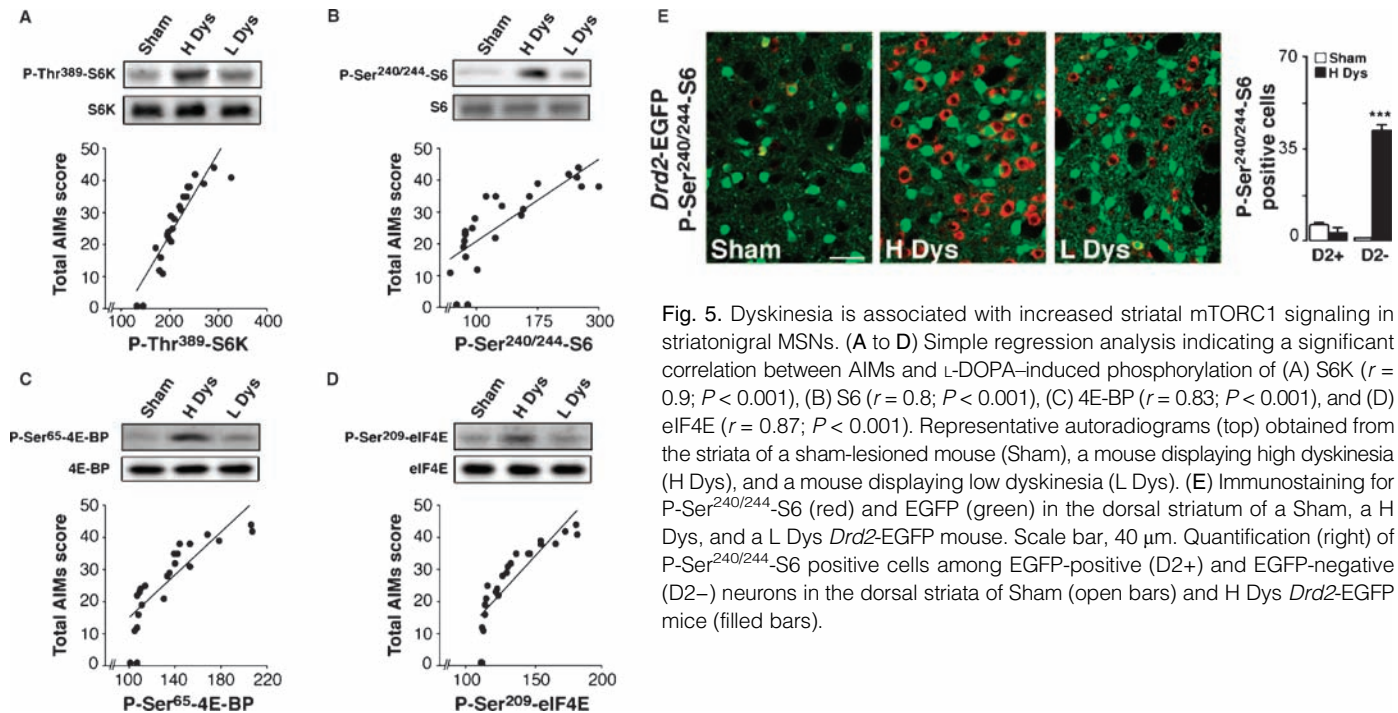 A
Sham
H Dys
L Dys
P-Thr389-S6K
S6K
Total AIMs score
50
40
30
20
10
0
100
200
300
400
P-Thr389-S6K
B
Sham
H Dys
L Dys
P-Ser240/244-S6
S6
Total AIMs score
50
40
30
20
10
0
100
175
300
P-Ser240/244-S6
C
Sham
H Dys
L Dys
P-Ser65-4E-BP
4E-BP
Total AIMs score
50
40
30
20
10
0
100
140
180
220
P-Ser65-4E-BP
D
Sham
H Dys
L Dys
P-Ser209-eIF4E
eIF4E
Total AIMs score
50
40
30
20
10
0
100
150
200
P-Ser209-eIF4E
E
Drd2-EGFP
P-Ser240/244-S6
Sham
H Dys
L Dys
P-Ser240/244-S6
positive cells
70
35
0
Sham
H Dys
***
D2+
D2-
Fig. 5. Dyskinesia is associated with increased striatal mTORC1 signaling in
striatonigral MSNs. (A to D) Simple regression analysis indicating a significant
correlation between AIMs and L-DOPA–induced phosphorylation of (A) S6K (r =
0.9; P < 0.001), (B) S6 (r = 0.8; P < 0.001), (C) 4E-BP (r = 0.83; P < 0.001), and (D)
eIF4E (r = 0.87; P < 0.001). Representative autoradiograms (top) obtained from
the striata of a sham-lesioned mouse (Sham), a mouse displaying high dyskinesia
(H Dys), and a mouse displaying low dyskinesia (L Dys). (E) Immunostaining for
P-Ser240/244-S6 (red) and EGFP (green) in the dorsal striatum of a Sham, a H
Dys, and a L Dys Drd2-EGFP mouse. Scale bar, 40 μm. Quantification (right) of
P-Ser240/244-S6 positive cells among EGFP-positive (D2+) and EGFP-negative
(D2−) neurons in the dorsal striata of Sham (open bars) and H Dys Drd2-EGFP
mice (filled bars).